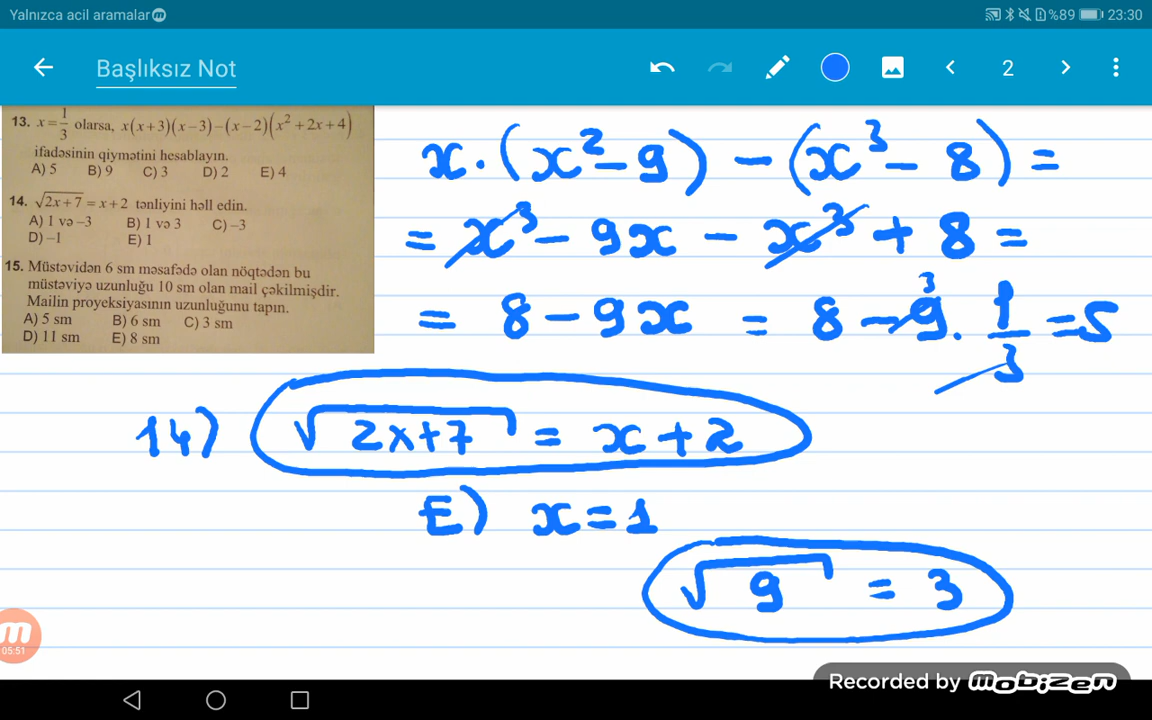 Yalnızca acil aramalar
%89 23:30
Başlıksız Not
2
13. x = 1/3 olarsa, x(x+3)(x-3)-(x-2)(x²+2x+4)
ifadəsinin qiymətini hesablayın.
A) 5 B) 9 C) 3 D) 2 E) 4
14. √(2x+7) = x+2 tənliyini həll edin.
A) 1 və -3 B) 1 və 3 C) -3
D) -1 E) 1
15. Müstəvidən 6 sm məsafədə olan nöqtədən bu
müstəviyə uzunluğu 10 sm olan mail çəkilmişdir.
Mailin proyeksiyasının uzunluğunu tapın.
A) 5 sm B) 6 sm C) 3 sm
D) 11 sm E) 8 sm
x·(x²-9) - (x³-8) =
= x³ - 9x - x³ + 8 =
= 8 - 9x = 8 - 9³ · 1/3 = 5
14) √(2x+7) = x+2
E) x = 1
√9 = 3
05:51
Recorded by mobizen